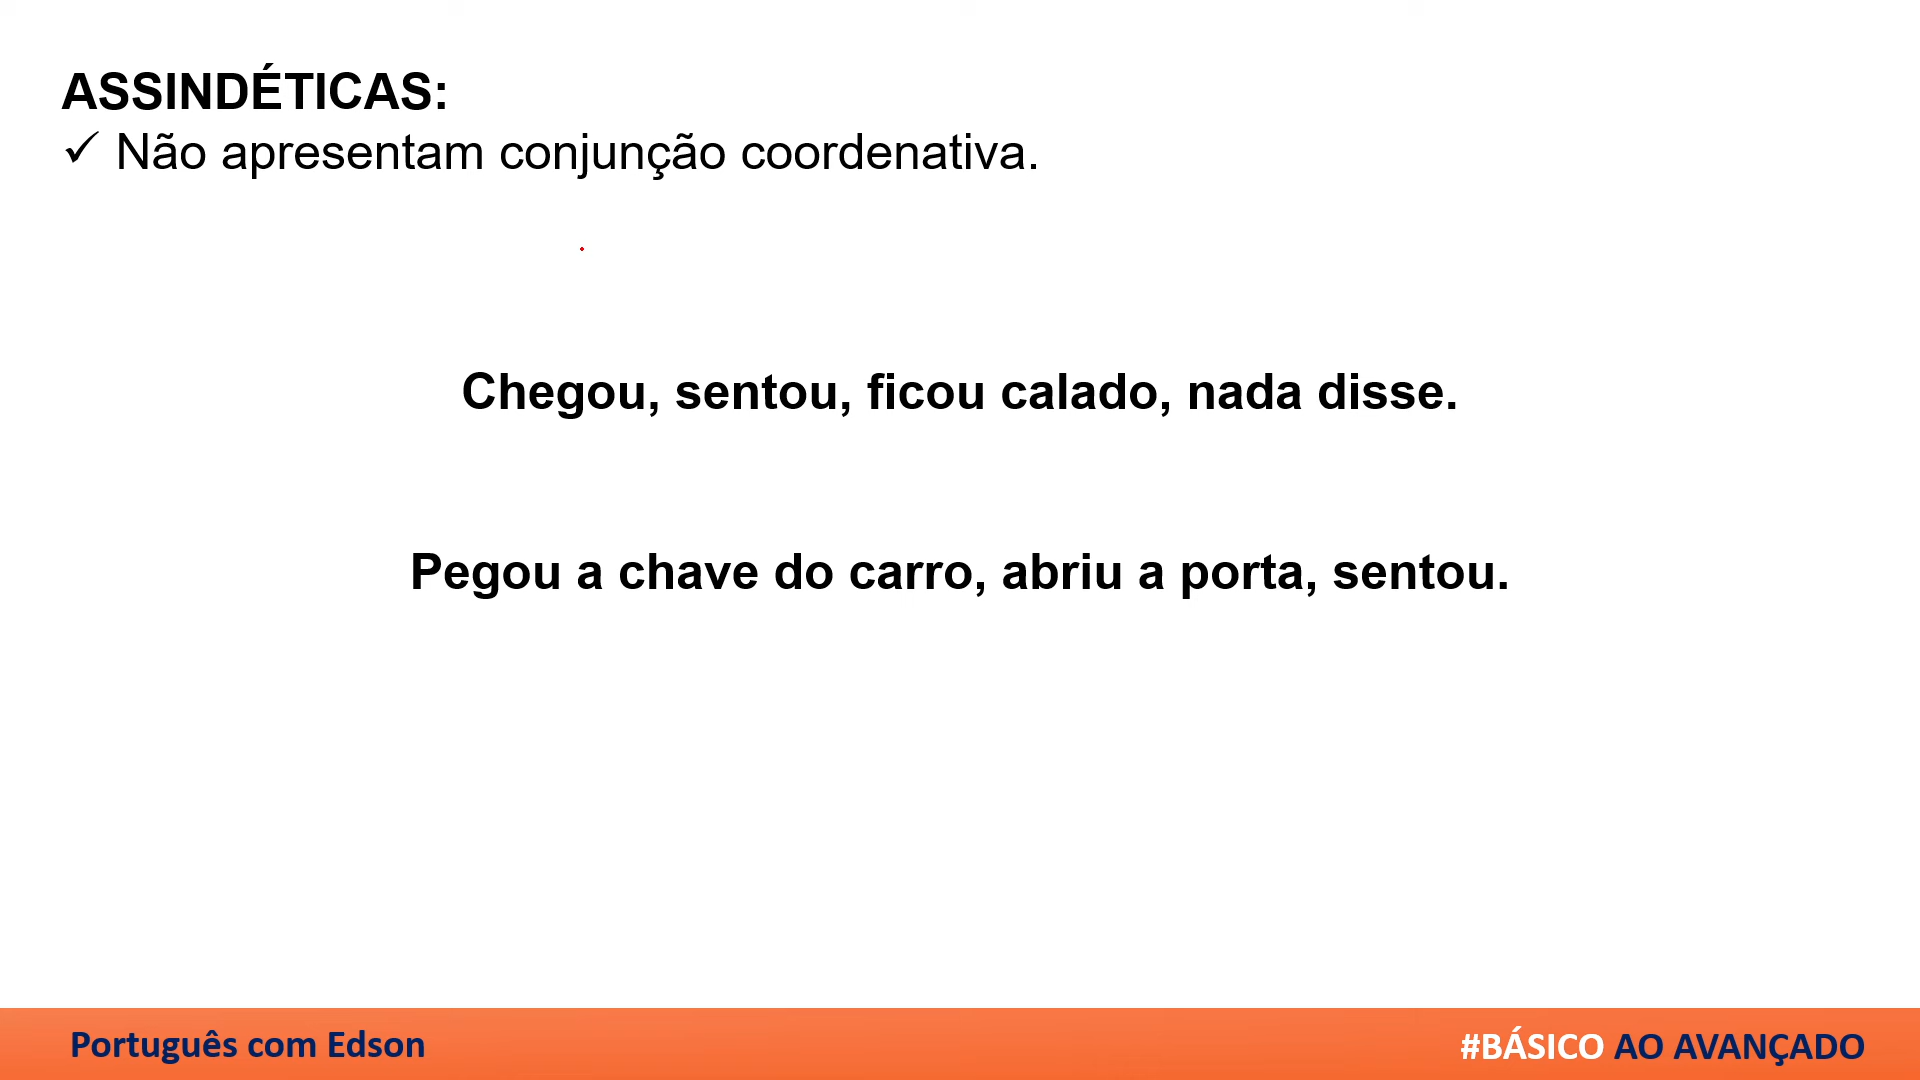 ASSINDÉTICAS:
✓ Não apresentam conjunção coordenativa.
Chegou, sentou, ficou calado, nada disse.
Pegou a chave do carro, abriu a porta, sentou.
Português com Edson
#BÁSICO AO AVANÇADO